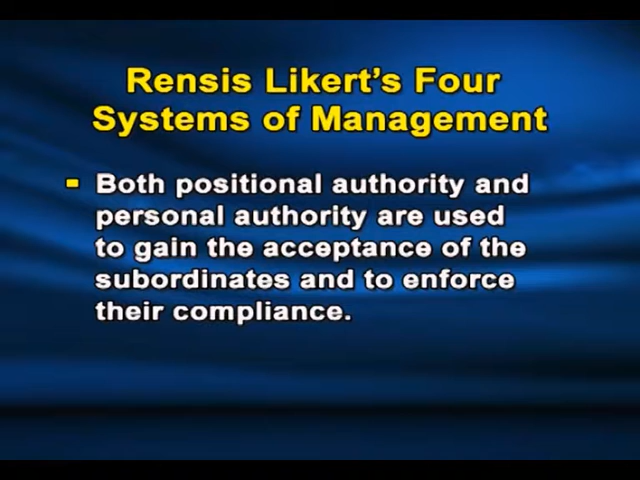 Rensis Likert's Four
Systems of Management
Both positional authority and
personal authority are used
to gain the acceptance of the
subordinates and to enforce
their compliance.